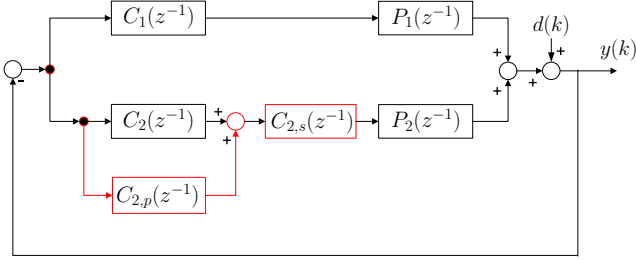 C_1(z^{-1}) P_1(z^{-1}) d(k)
+ + y(k)
- + +
C_2(z^{-1}) + C_{2,s}(z^{-1}) P_2(z^{-1})
+
C_{2,p}(z^{-1})